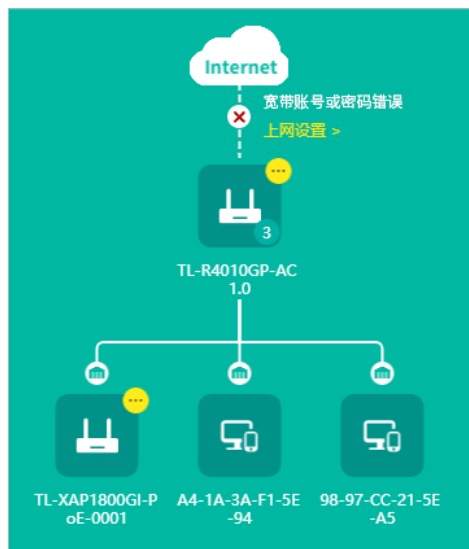 Internet
宽带账号或密码错误
上网设置 >
3
TL-R4010GP-AC
1.0
TL-XAP1800GI-P
oE-0001
A4-1A-3A-F1-5E
-94
98-97-CC-21-5E
-A5